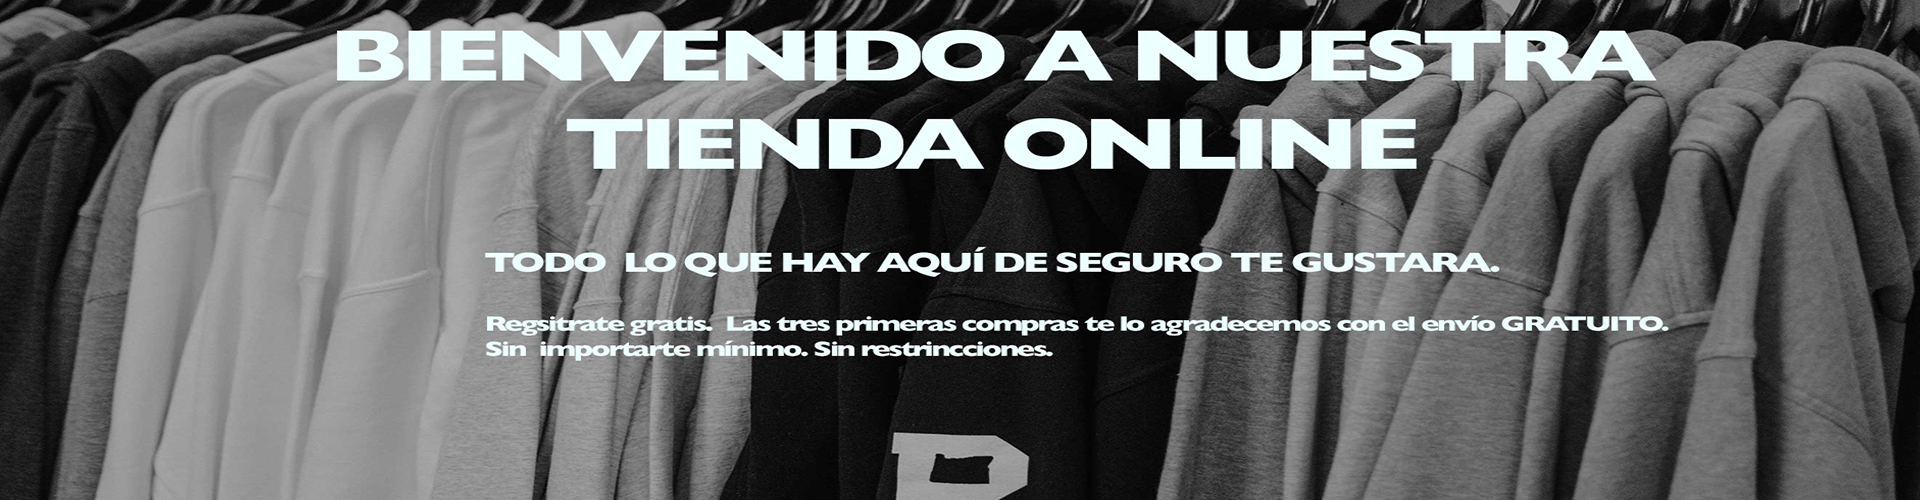 BIENVENIDO A NUESTRA
TIENDA ONLINE
TODO LO QUE HAY AQUÍ DE SEGURO TE GUSTARA.
Regsitrate gratis. Las tres primeras compras te lo agradecemos con el envío GRATUITO.
Sin importarte mínimo. Sin restrincciones.